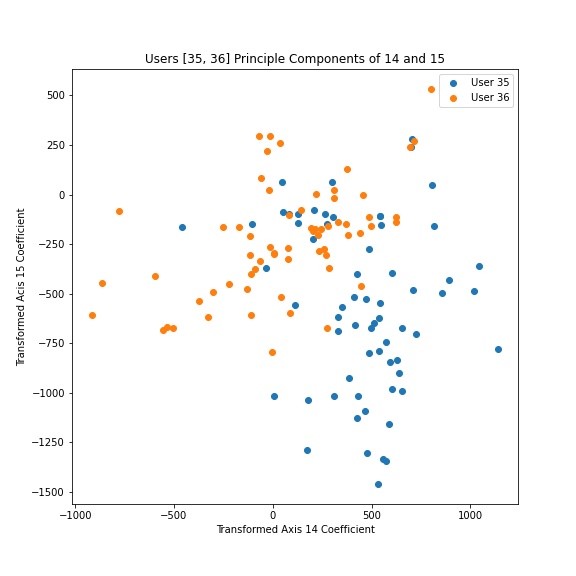 Users [35, 36] Principle Components of 14 and 15
User 35
User 36
500
250
0
−250
−500
−750
−1000
−1250
−1500
Transformed Acis 15 Coefficient
−1000
−500
0
500
1000
Transformed Axis 14 Coefficient